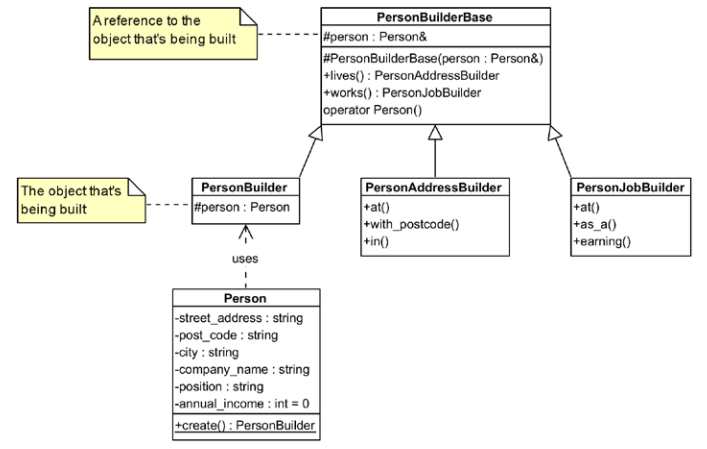 A reference to the
object that's being built
PersonBuilderBase
#person : Person&
#PersonBuilderBase(person : Person&)
+lives() : PersonAddressBuilder
+works() : PersonJobBuilder
operator Person()
The object that's
being built
PersonBuilder
#person : Person
PersonAddressBuilder
+at()
+with_postcode()
+in()
PersonJobBuilder
+at()
+as_a()
+earning()
uses
Person
-street_address : string
-post_code : string
-city : string
-company_name : string
-position : string
-annual_income : int = 0
+create() : PersonBuilder